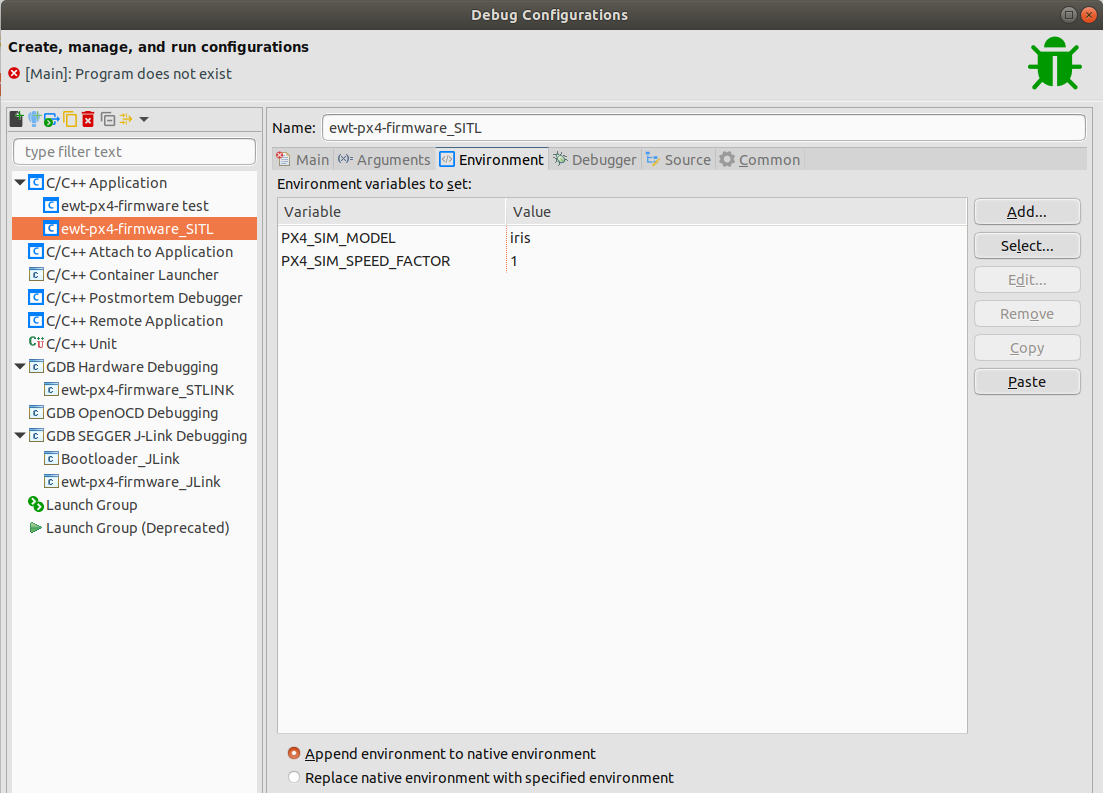 Debug Configurations
Create, manage, and run configurations
[Main]: Program does not exist
type filter text
C/C++ Application
ewt-px4-firmware test
ewt-px4-firmware_SITL
C/C++ Attach to Application
C/C++ Container Launcher
C/C++ Postmortem Debugger
C/C++ Remote Application
C/C++ Unit
GDB Hardware Debugging
ewt-px4-firmware_STLINK
GDB OpenOCD Debugging
GDB SEGGER J-Link Debugging
Bootloader_JLink
ewt-px4-firmware_JLink
Launch Group
Launch Group (Deprecated)
Name: ewt-px4-firmware_SITL
Main Arguments Environment Debugger Source Common
Environment variables to set:
Variable Value
PX4_SIM_MODEL iris
PX4_SIM_SPEED_FACTOR 1
Add...
Select...
Edit...
Remove
Copy
Paste
Append environment to native environment
Replace native environment with specified environment